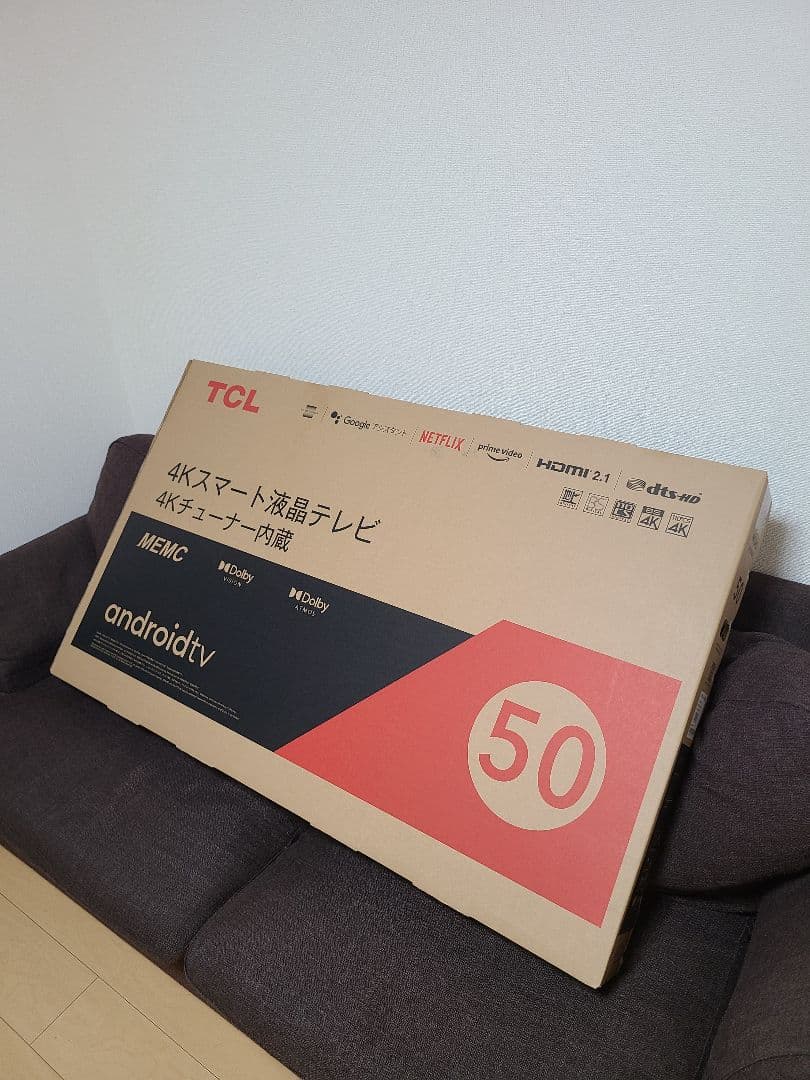 TCL
Google アシスタント
NETFLIX
prime video
HDMI 2.1
dts-HD
4Kスマート液晶テレビ
4Kチューナー内蔵
4K
4K
MEMC
Dolby
VISION
Dolby
ATMOS
androidtv
50